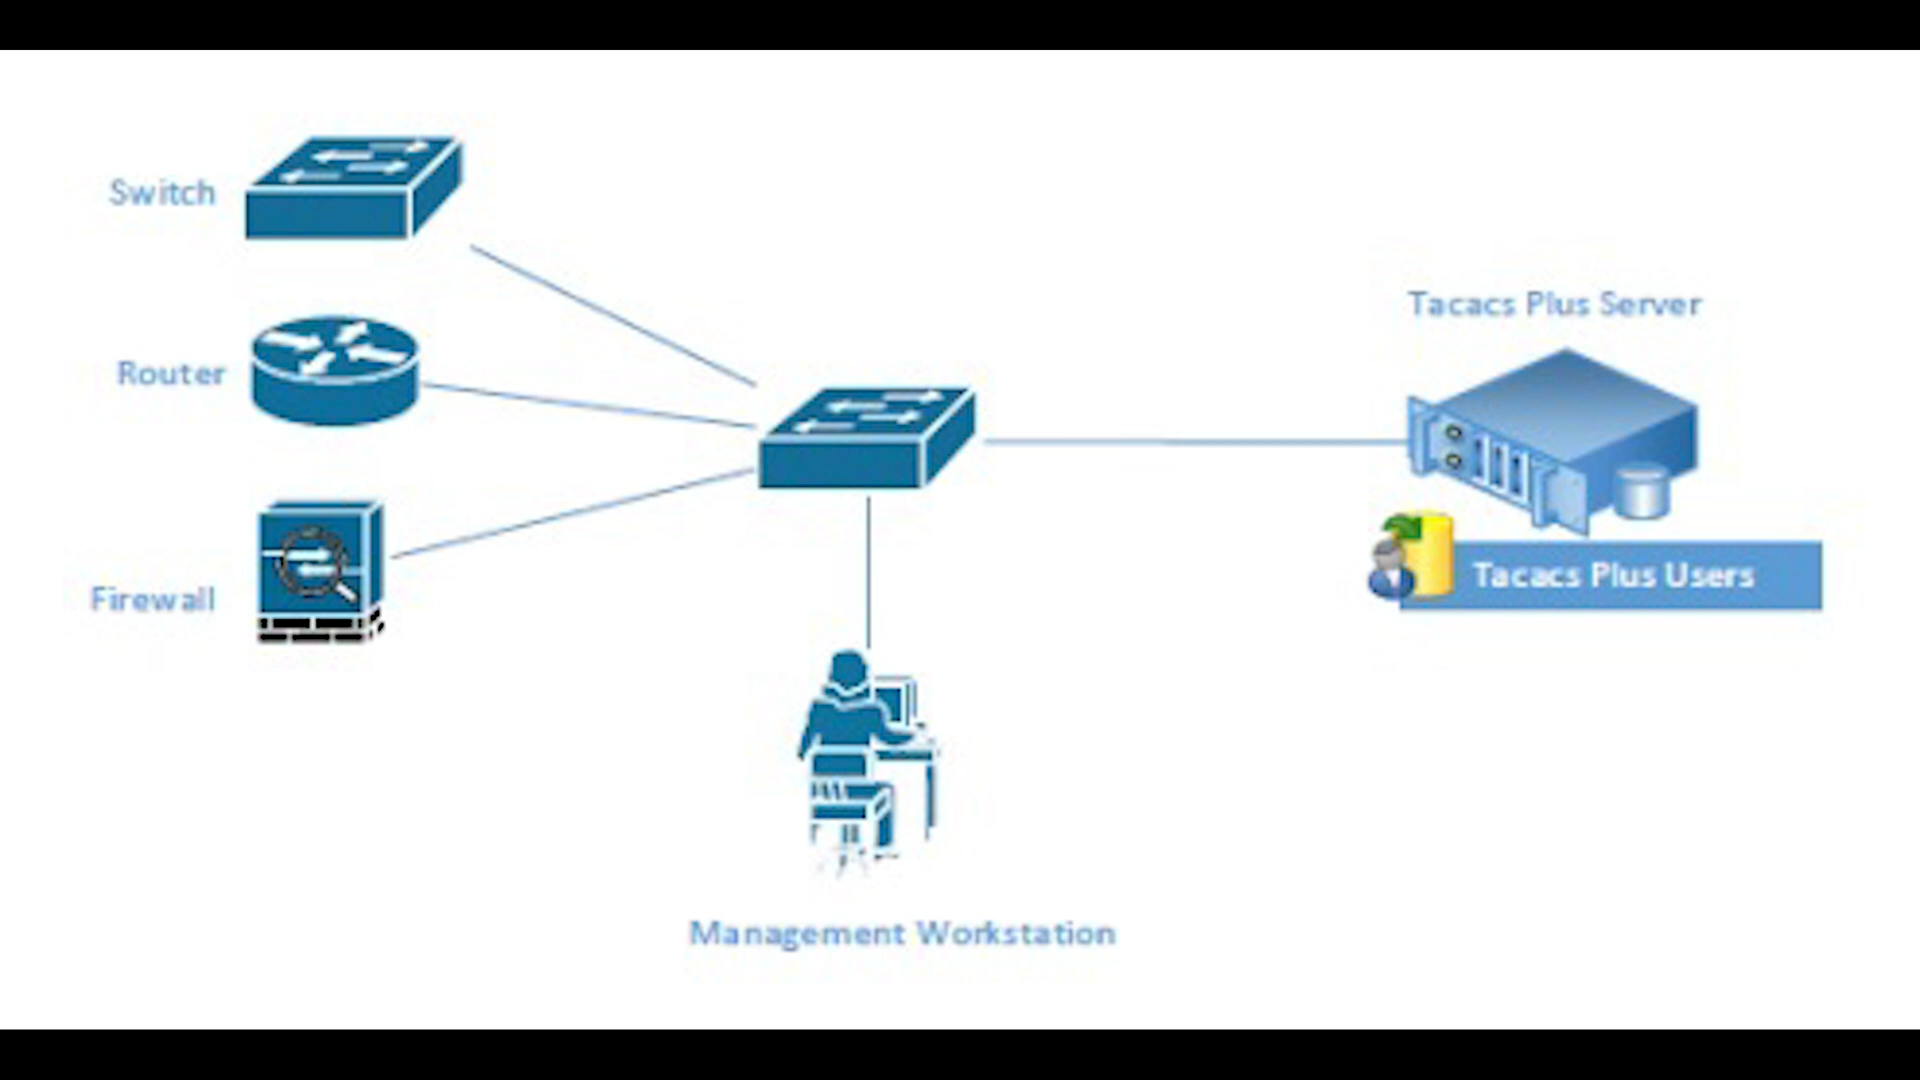 Switch
Router
Firewall
Tacacs Plus Server
Tacacs Plus Users
Management Workstation